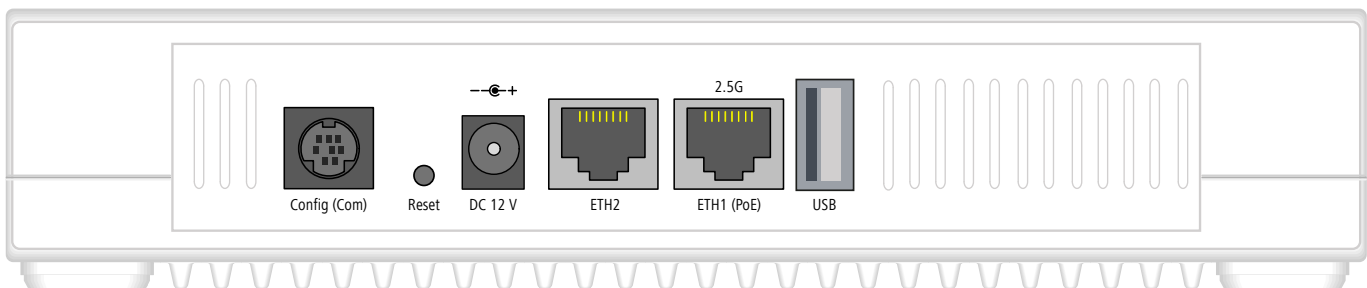 2.5G
Config (Com)
Reset
DC 12 V
ETH2
ETH1 (PoE)
USB